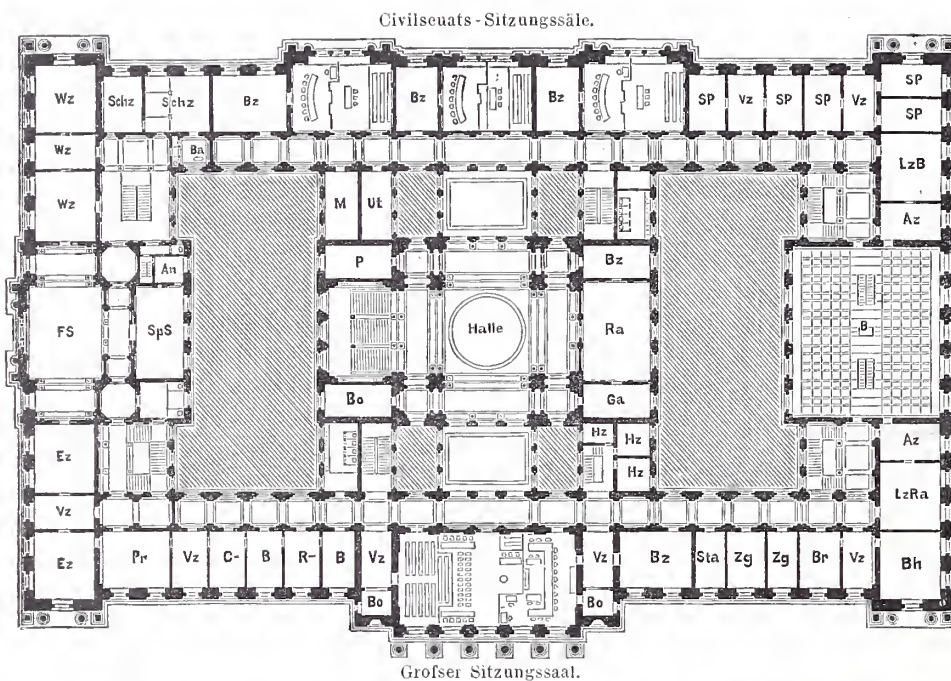 Civilseuats-Sitzungssäle.
Wz Schz Schz Bz Bz Bz SP Vz SP SP Vz SP
SP
Wz Ba LzB
Wz M Ut Az
An P Bz
FS SpS Halle Ra B
Bo Ga
Ez Hz Hz Az
Hz
Vz LzRa
Ez Pr Vz C- B R- B Vz Vz Bz Sta Zg Zg Br Vz Bh
Bo Bo
Grofser Sitzungssaal.